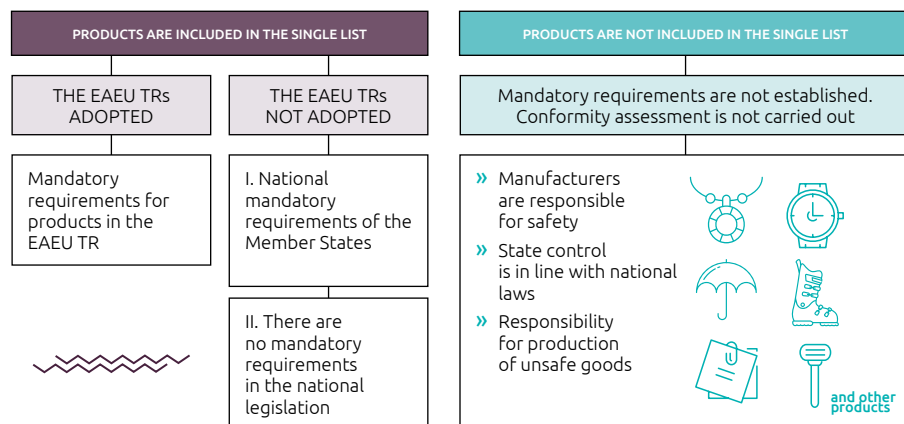 PRODUCTS ARE INCLUDED IN THE SINGLE LIST
THE EAEU TRs
ADOPTED
Mandatory
requirements for
products in the
EAEU TR
THE EAEU TRs
NOT ADOPTED
I. National
mandatory
requirements of the
Member States
II. There are
no mandatory
requirements
in the national
legislation
PRODUCTS ARE NOT INCLUDED IN THE SINGLE LIST
Mandatory requirements are not established.
Conformity assessment is not carried out
» Manufacturers
are responsible
for safety
» State control
is in line with national
laws
» Responsibility
for production
of unsafe goods
and other
products